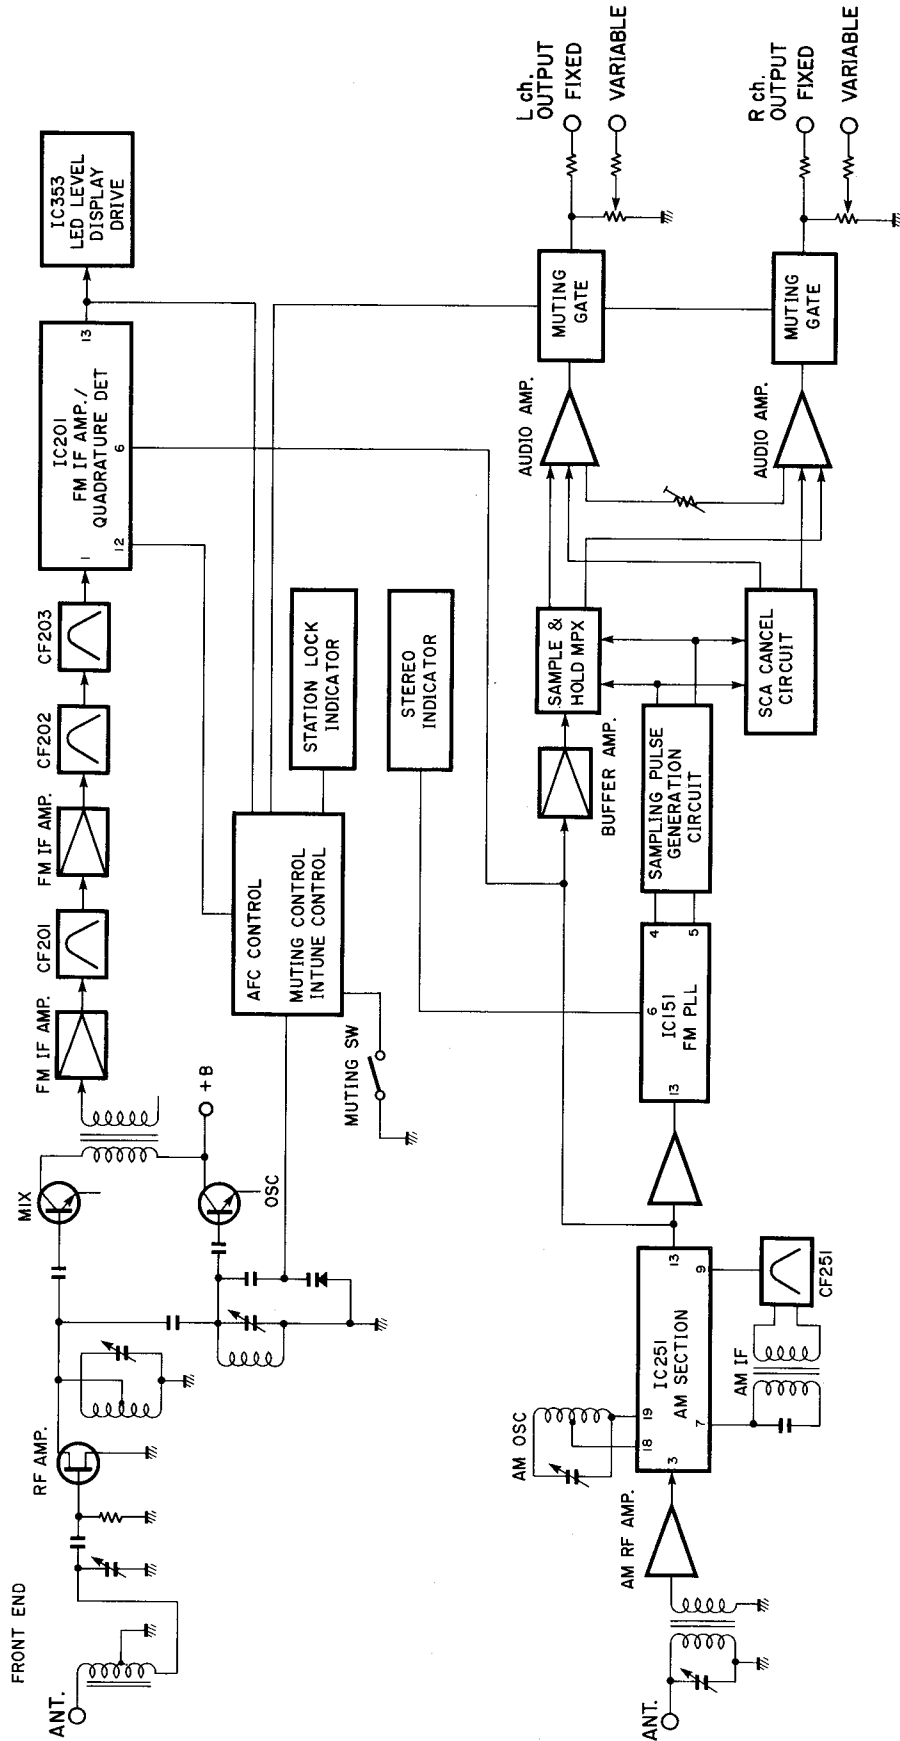 FRONT END
ANT.
RF AMP.
MIX
OSC
+B
FM IF AMP.
CF201
FM IF AMP.
CF202
CF203
1
IC201
FM IF AMP./
QUADRATURE DET
12
6
13
IC353
LED LEVEL
DISPLAY
DRIVE
AFC CONTROL
MUTING CONTROL
INTUNE CONTROL
MUTING SW
STATION LOCK
INDICATOR
STEREO
INDICATOR
ANT.
AM RF AMP.
AM OSC
3
18
19
IC251
AM SECTION
7
9
13
AM IF
CF251
13
6
IC151
FM PLL
4
5
SAMPLING PULSE
GENERATION
CIRCUIT
BUFFER AMP.
SAMPLE &
HOLD MPX
SCA CANCEL
CIRCUIT
AUDIO AMP.
AUDIO AMP.
MUTING
GATE
MUTING
GATE
L ch.
OUTPUT
FIXED
VARIABLE
R ch.
OUTPUT
FIXED
VARIABLE